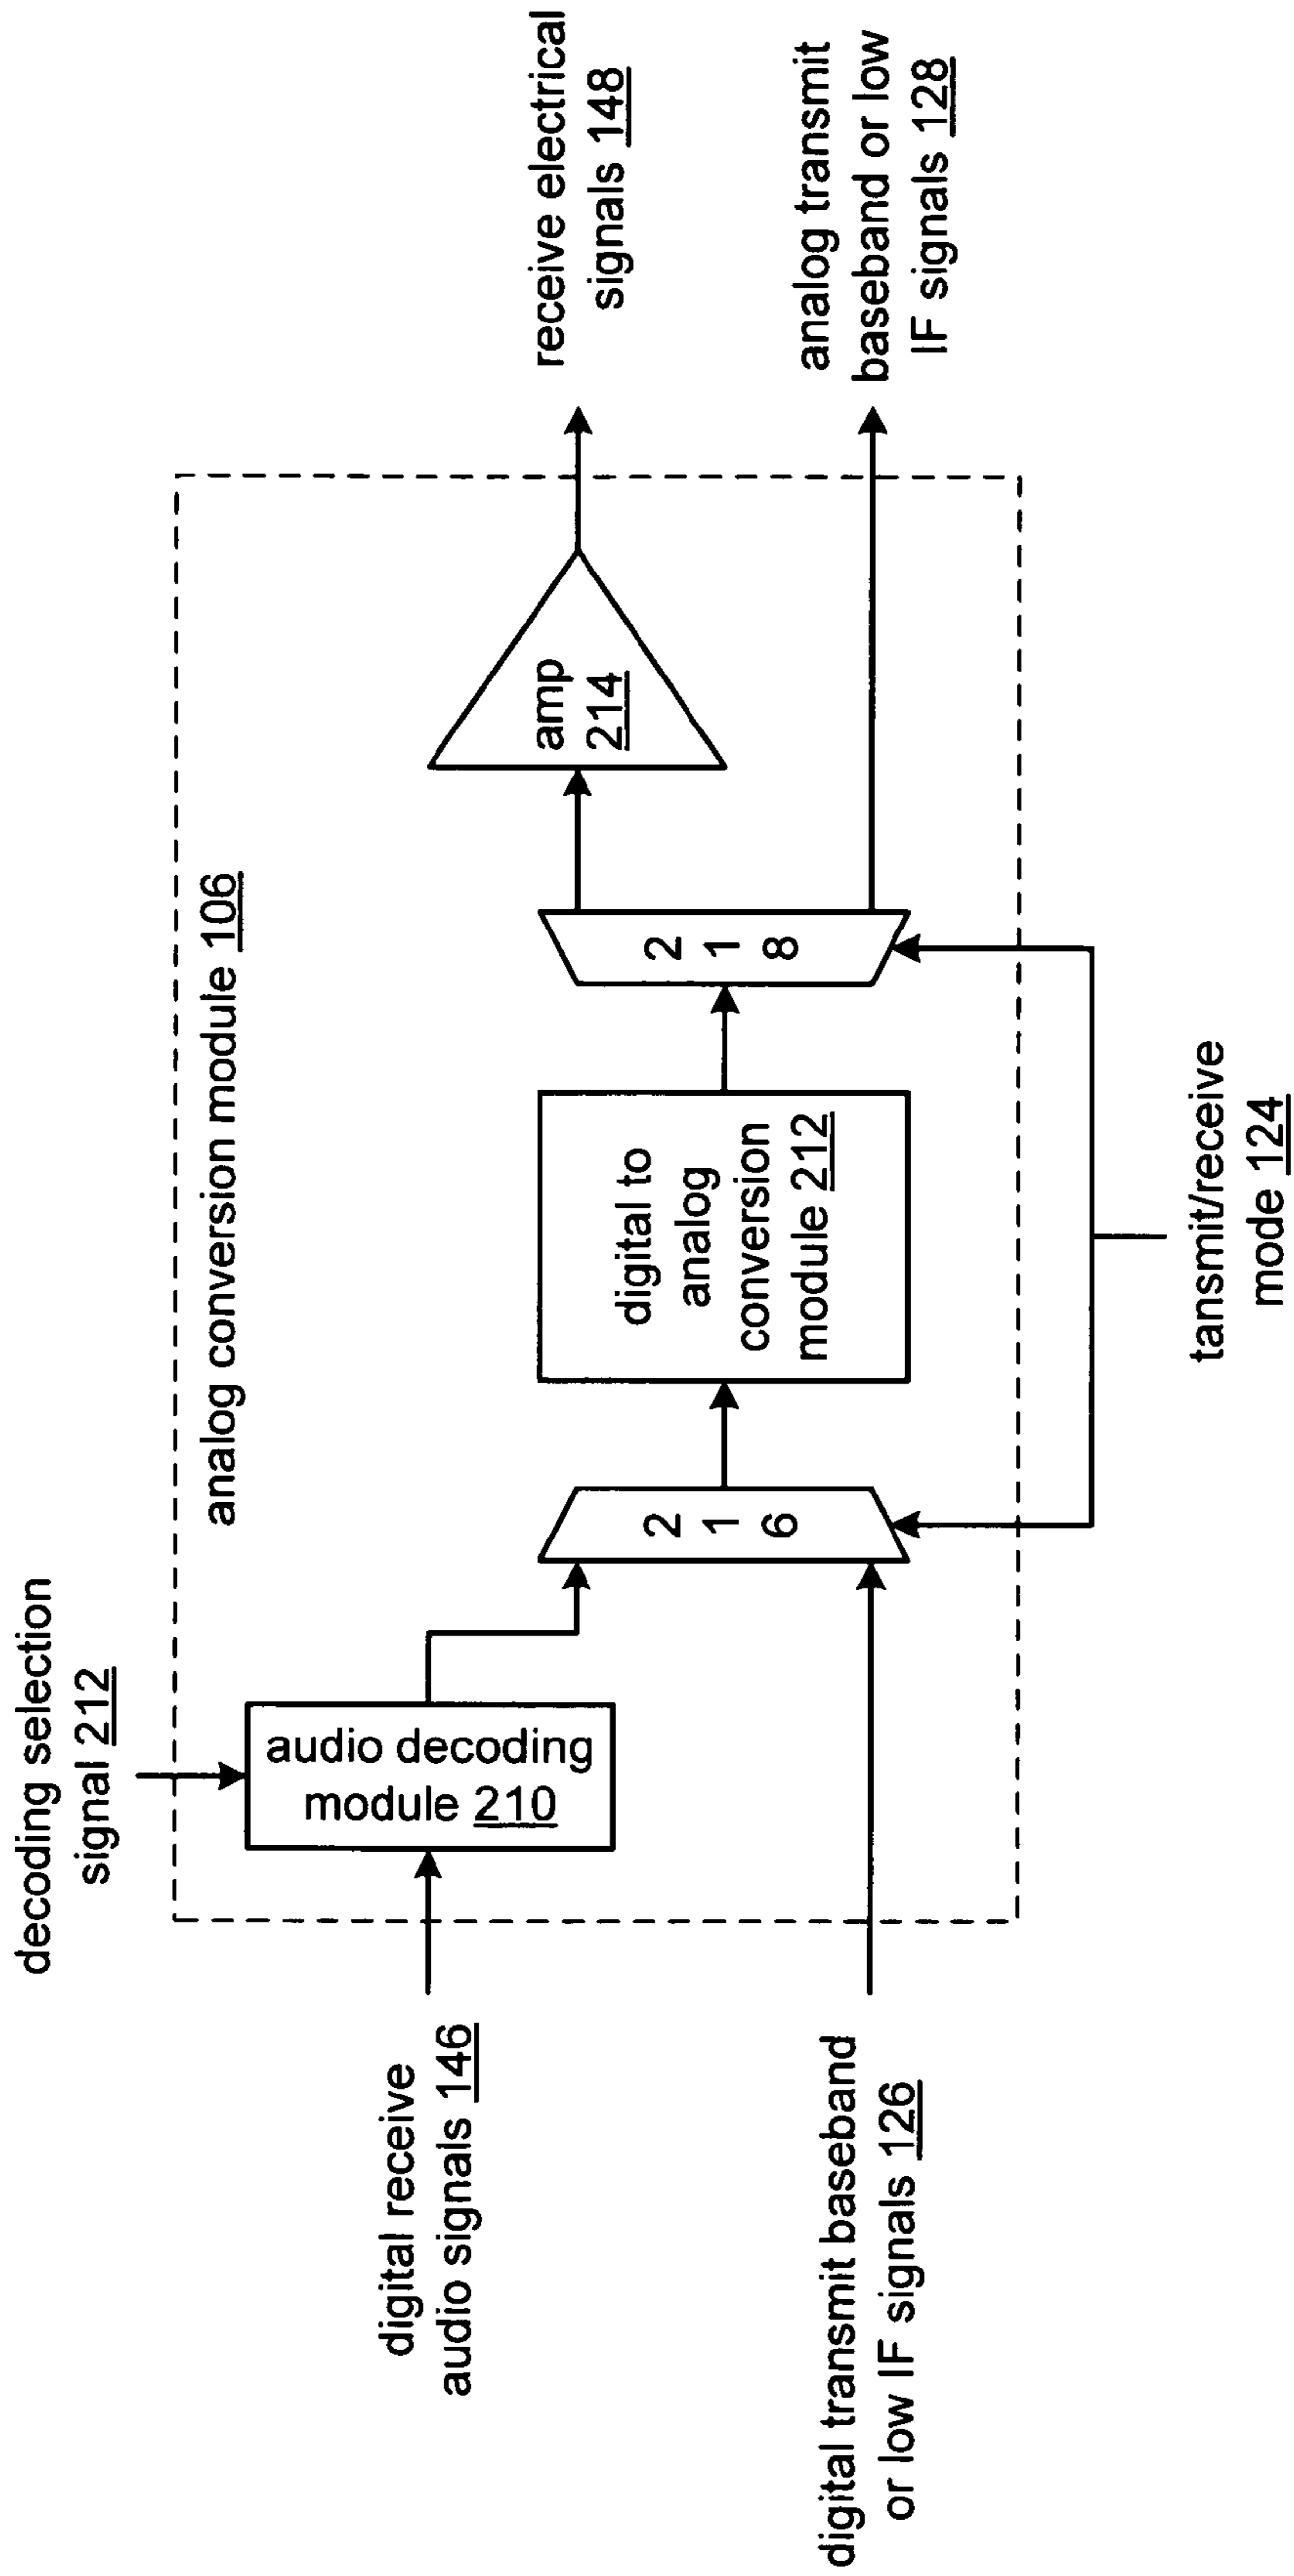 decoding selection
signal 212
analog conversion module 106
digital receive
audio signals 146
audio decoding
module 210
amp
214
receive electrical
signals 148
2
1
6
digital to
analog
conversion
module 212
2
1
8
digital transmit baseband
or low IF signals 126
analog transmit
baseband or low
IF signals 128
tansmit/receive
mode 124